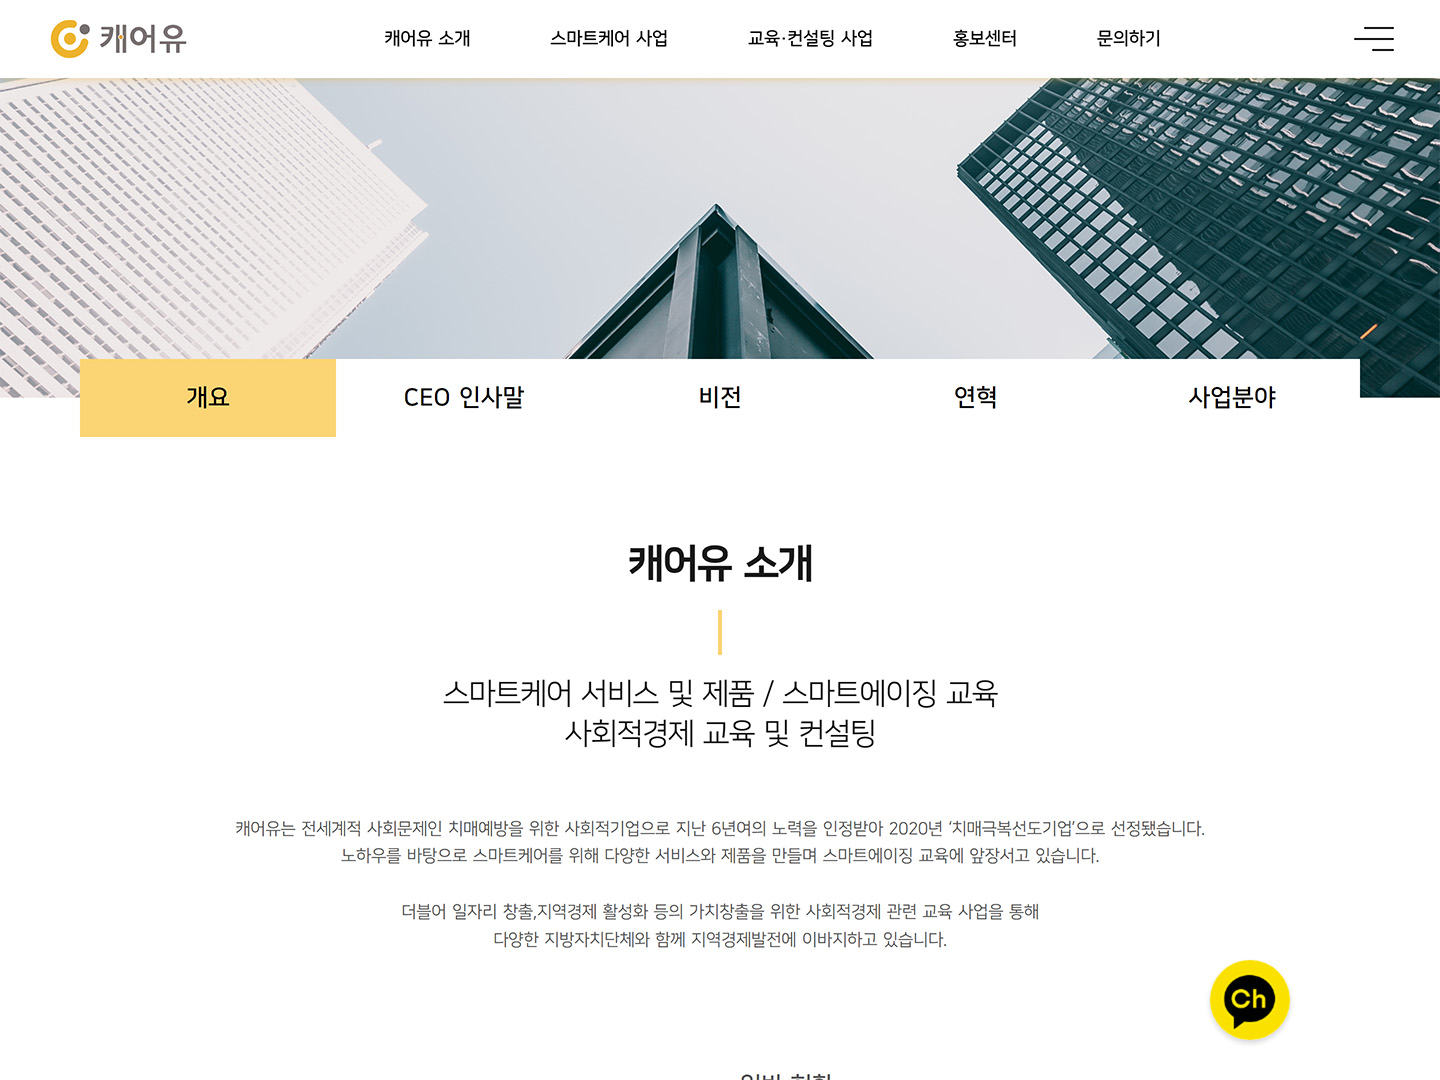 캐어유
캐어유 소개
스마트케어 사업
교육·컨설팅 사업
홍보센터
문의하기
개요
CEO 인사말
비전
연혁
사업분야
캐어유 소개
스마트케어 서비스 및 제품 / 스마트에이징 교육
사회적경제 교육 및 컨설팅
캐어유는 전세계적 사회문제인 치매예방을 위한 사회적기업으로 지난 6년여의 노력을 인정받아 2020년 ‘치매극복선도기업’으로 선정됐습니다.
노하우를 바탕으로 스마트케어를 위해 다양한 서비스와 제품을 만들며 스마트에이징 교육에 앞장서고 있습니다.
더블어 일자리 창출,지역경제 활성화 등의 가치창출을 위한 사회적경제 관련 교육 사업을 통해
다양한 지방자치단체와 함께 지역경제발전에 이바지하고 있습니다.
Ch